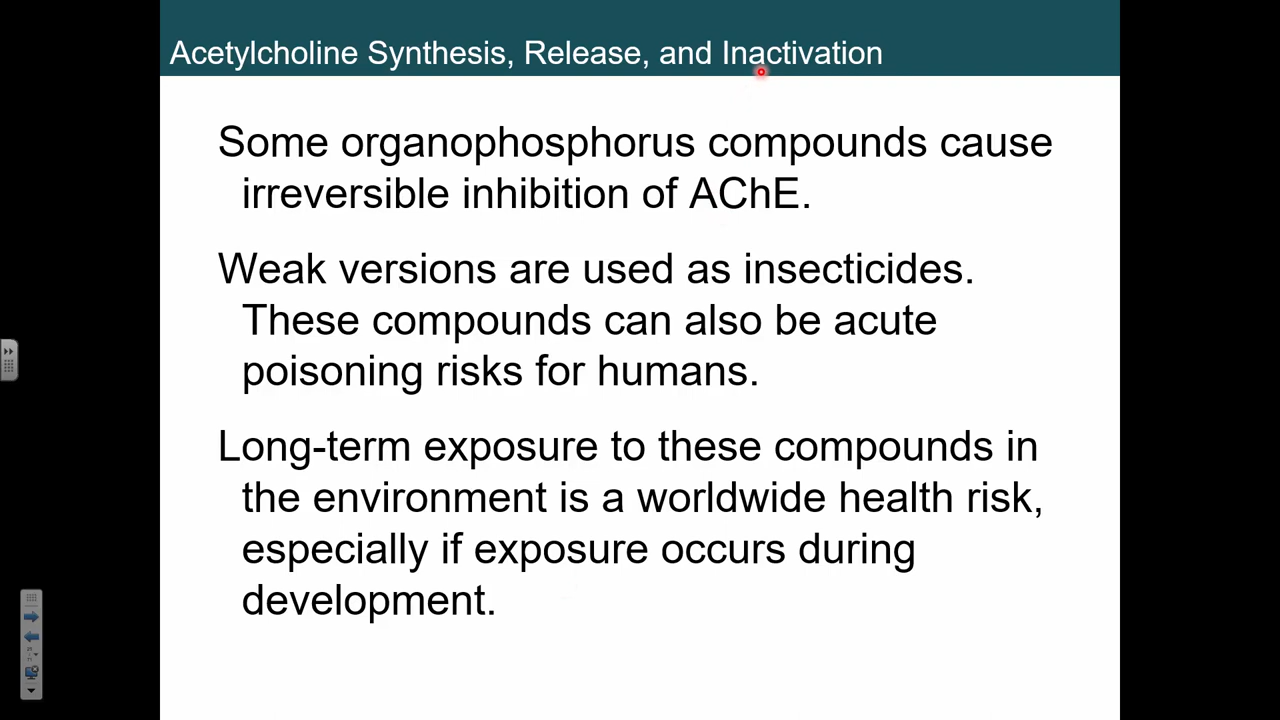 Acetylcholine Synthesis, Release, and Inactivation
Some organophosphorus compounds cause
irreversible inhibition of AChE.
Weak versions are used as insecticides.
These compounds can also be acute
poisoning risks for humans.
Long-term exposure to these compounds in
the environment is a worldwide health risk,
especially if exposure occurs during
development.